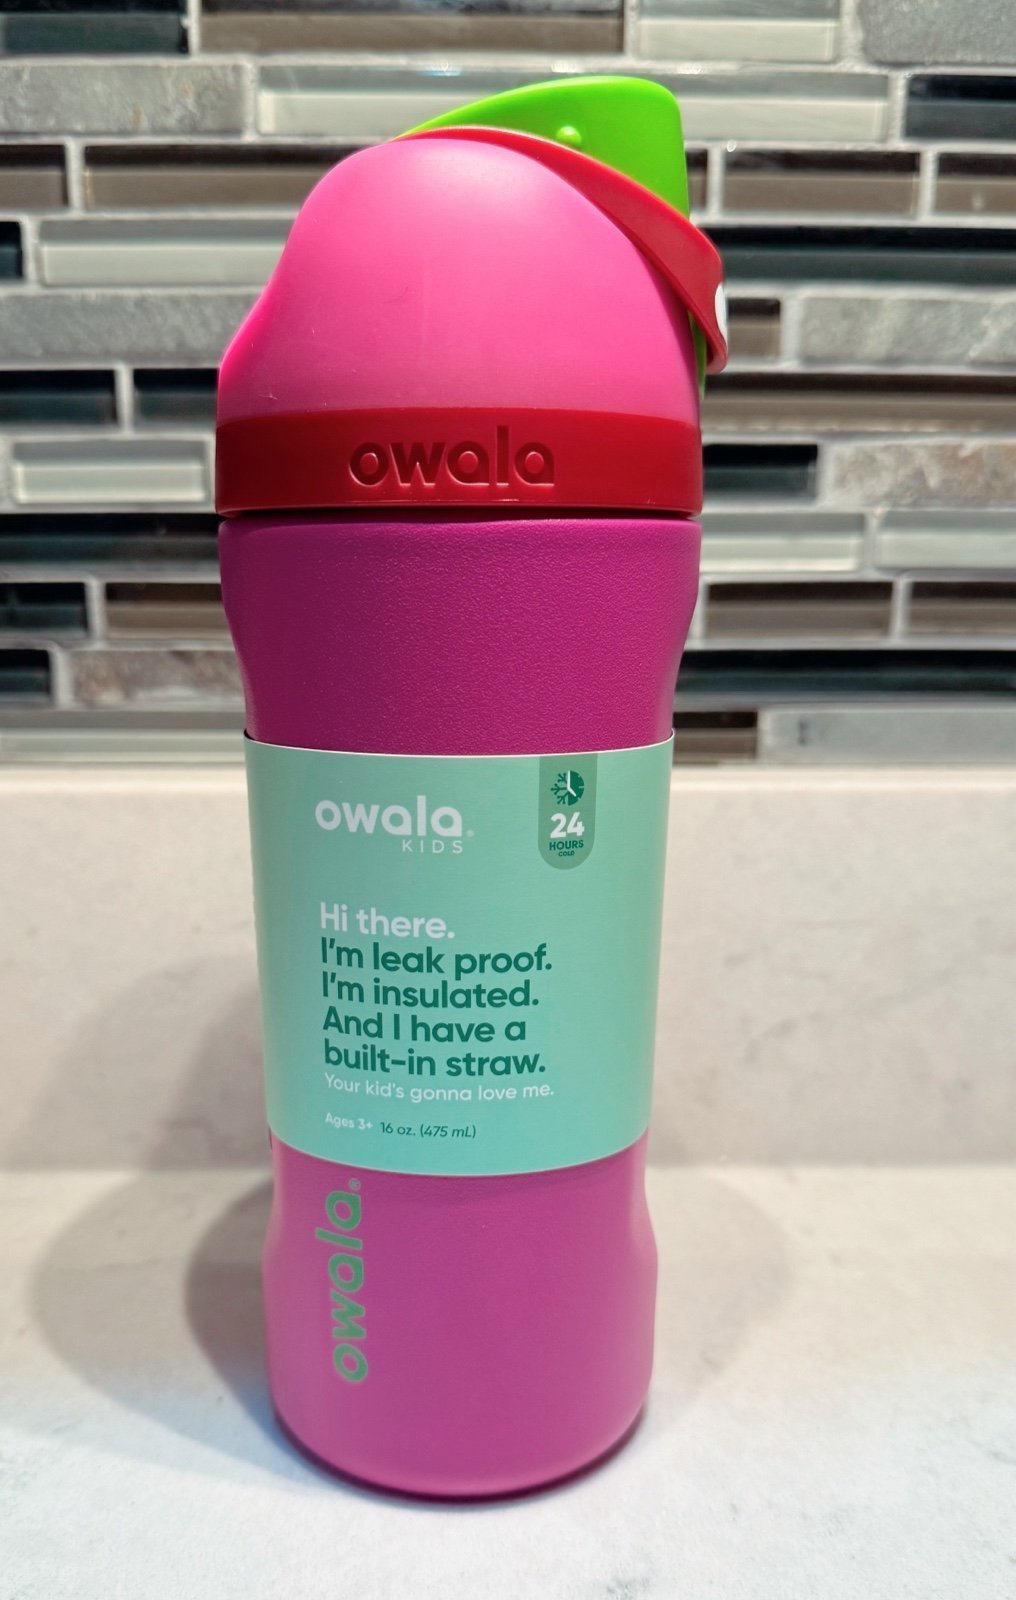 owala
owala®
KIDS
24
HOURS
COLD
Hi there.
I'm leak proof.
I'm insulated.
And I have a
built-in straw.
Your kid's gonna love me.
Ages 3+ 16 oz. (475 mL)
owala®